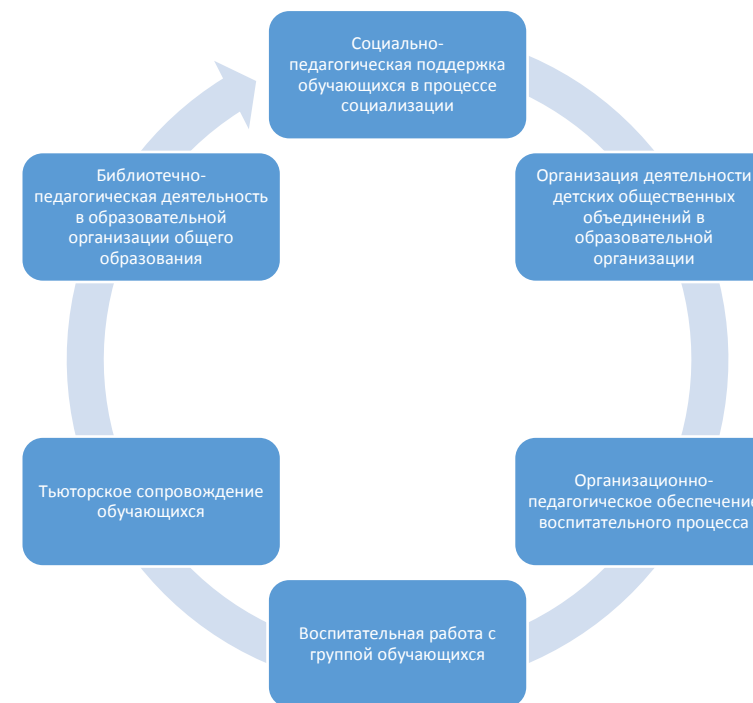 Социально-
педагогическая поддержка
обучающихся в процессе
социализации
Организация деятельности
детских общественных
объединений в
образовательной
организации
Организационно-
педагогическое обеспечение
воспитательного процесса
Воспитательная работа с
группой обучающихся
Тьюторское сопровождение
обучающихся
Библиотечно-
педагогическая деятельность
в образовательной
организации общего
образования